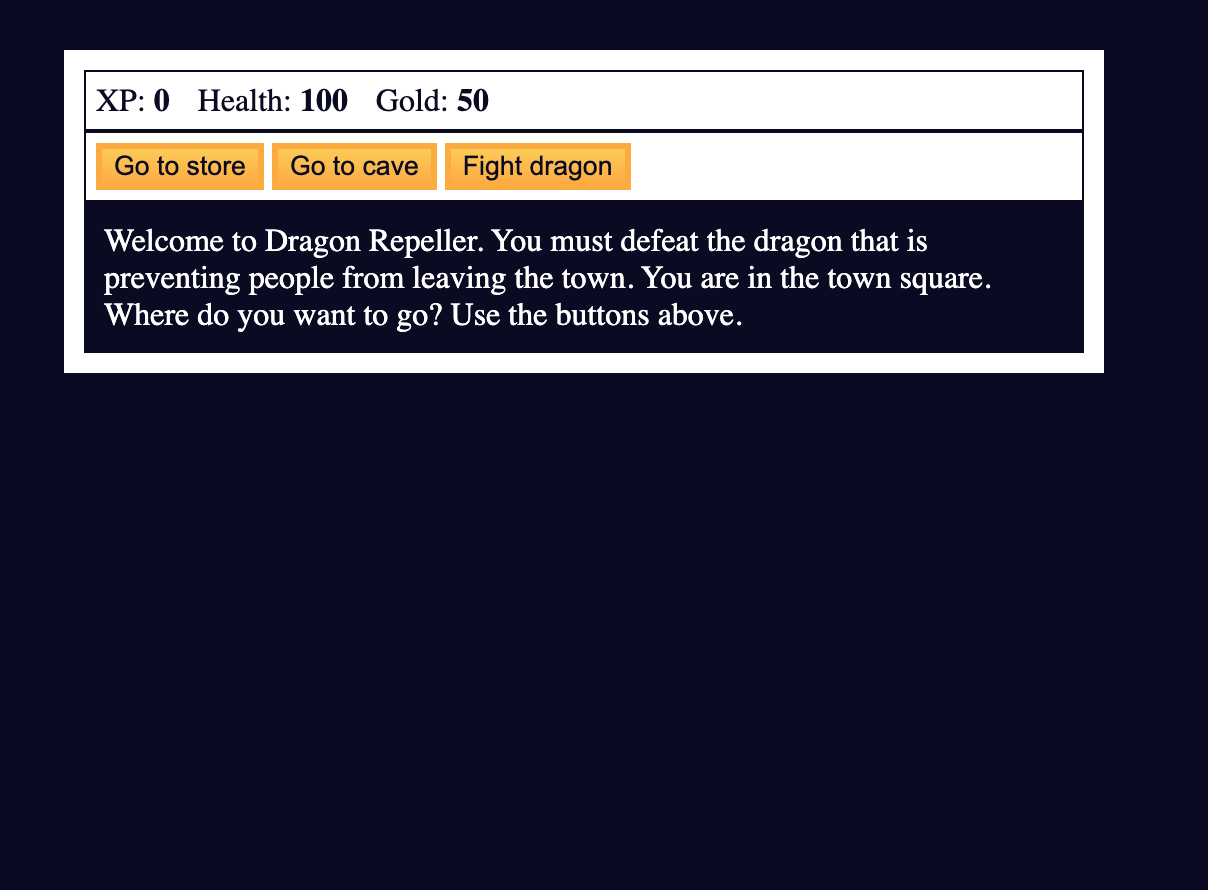 XP: 0 Health: 100 Gold: 50
Go to store Go to cave Fight dragon
Welcome to Dragon Repeller. You must defeat the dragon that is
preventing people from leaving the town. You are in the town square.
Where do you want to go? Use the buttons above.